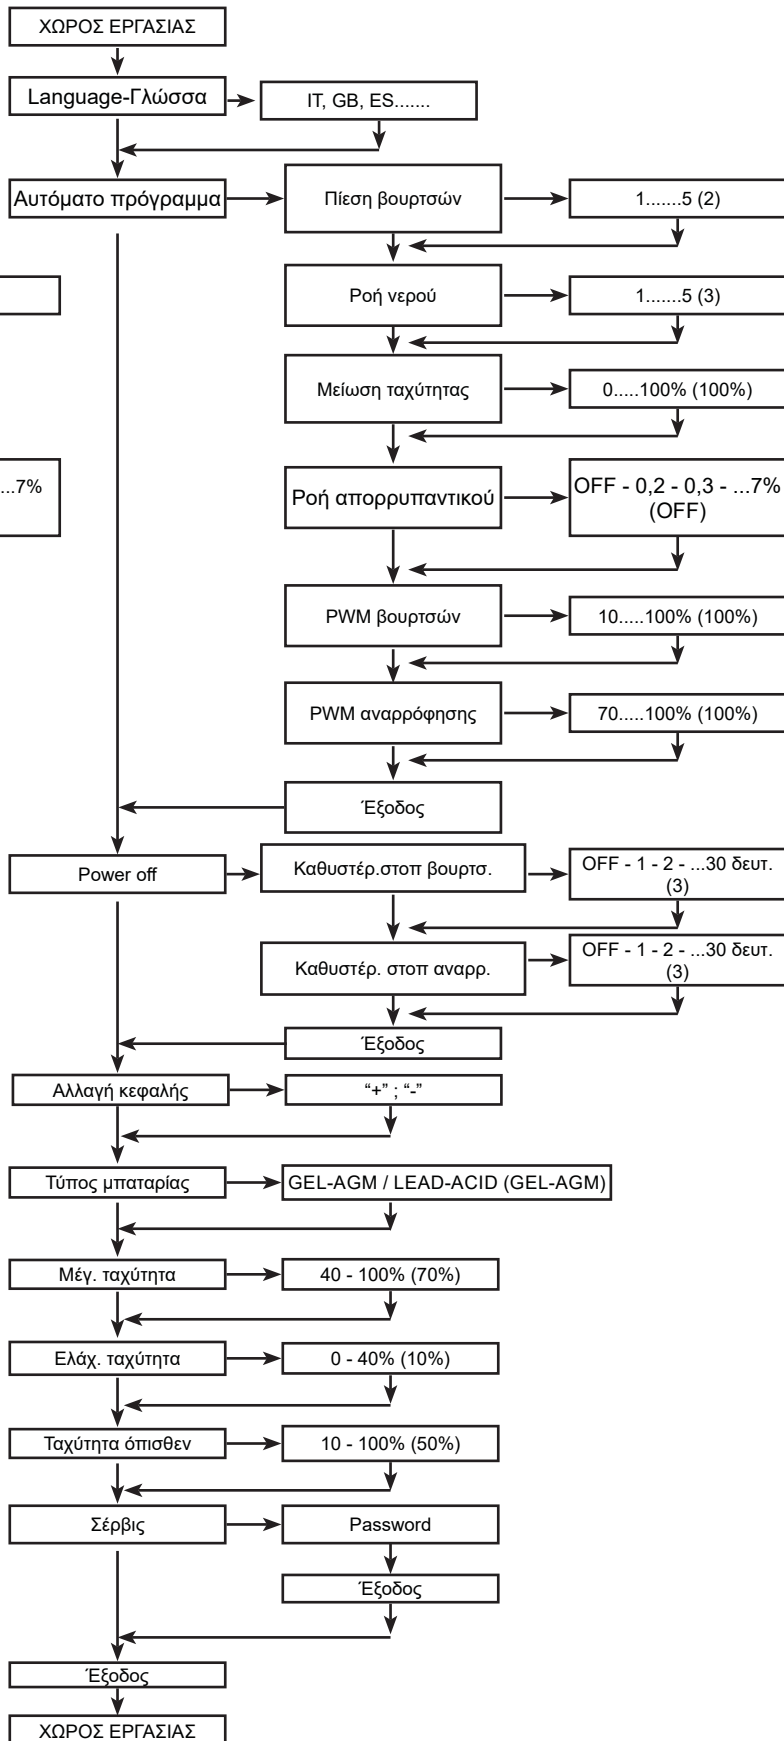 ΧΩΡΟΣ ΕΡΓΑΣΙΑΣ
Language-Γλώσσα
IT, GB, ES.......
Αυτόματο πρόγραμμα
Πίεση βουρτσών
1.......5 (2)
Ροή νερού
1.......5 (3)
Μείωση ταχύτητας
0.....100% (100%)
...7%
Ροή απορρυπαντικού
OFF - 0,2 - 0,3 - ...7%
(OFF)
PWM βουρτσών
10.....100% (100%)
PWM αναρρόφησης
70.....100% (100%)
Έξοδος
Power off
Καθυστέρ.στοπ βουρτσ.
OFF - 1 - 2 - ...30 δευτ.
(3)
Καθυστέρ. στοπ αναρρ.
OFF - 1 - 2 - ...30 δευτ.
(3)
Έξοδος
Αλλαγή κεφαλής
“+” ; “-”
Τύπος μπαταρίας
GEL-AGM / LEAD-ACID (GEL-AGM)
Μέγ. ταχύτητα
40 - 100% (70%)
Ελάχ. ταχύτητα
0 - 40% (10%)
Ταχύτητα όπισθεν
10 - 100% (50%)
Σέρβις
Password
Έξοδος
Έξοδος
ΧΩΡΟΣ ΕΡΓΑΣΙΑΣ